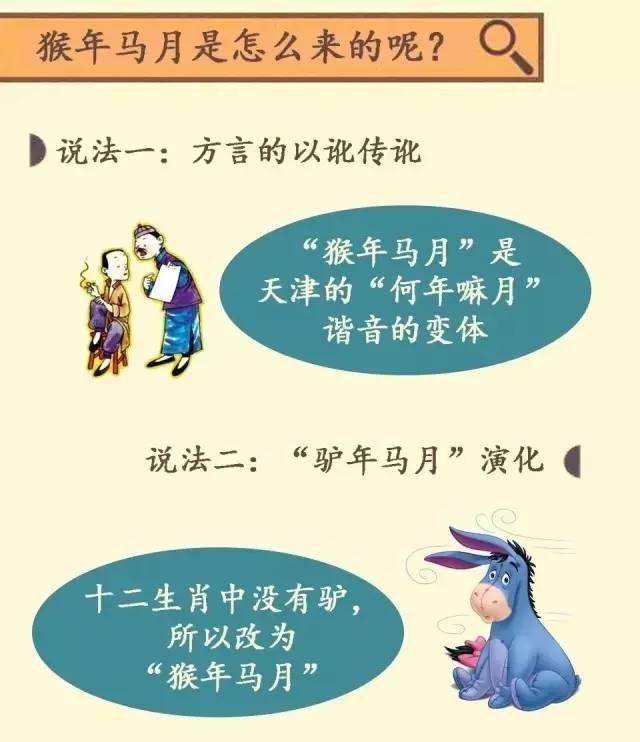 猴年马月是怎么来的呢？
说法一：方言的以讹传讹
“猴年马月”是
天津的“何年嘛月”
谐音的变体
说法二：“驴年马月”演化
十二生肖中没有驴，
所以改为
“猴年马月”